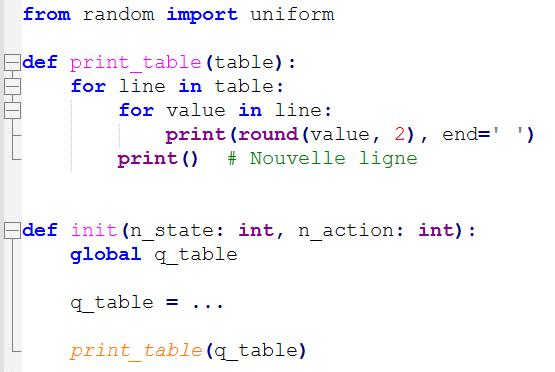 from random import uniform
def print_table(table):
    for line in table:
        for value in line:
            print(round(value, 2), end=' ')
        print()  # Nouvelle ligne
def init(n_state: int, n_action: int):
    global q_table
    q_table = ...
    print_table(q_table)